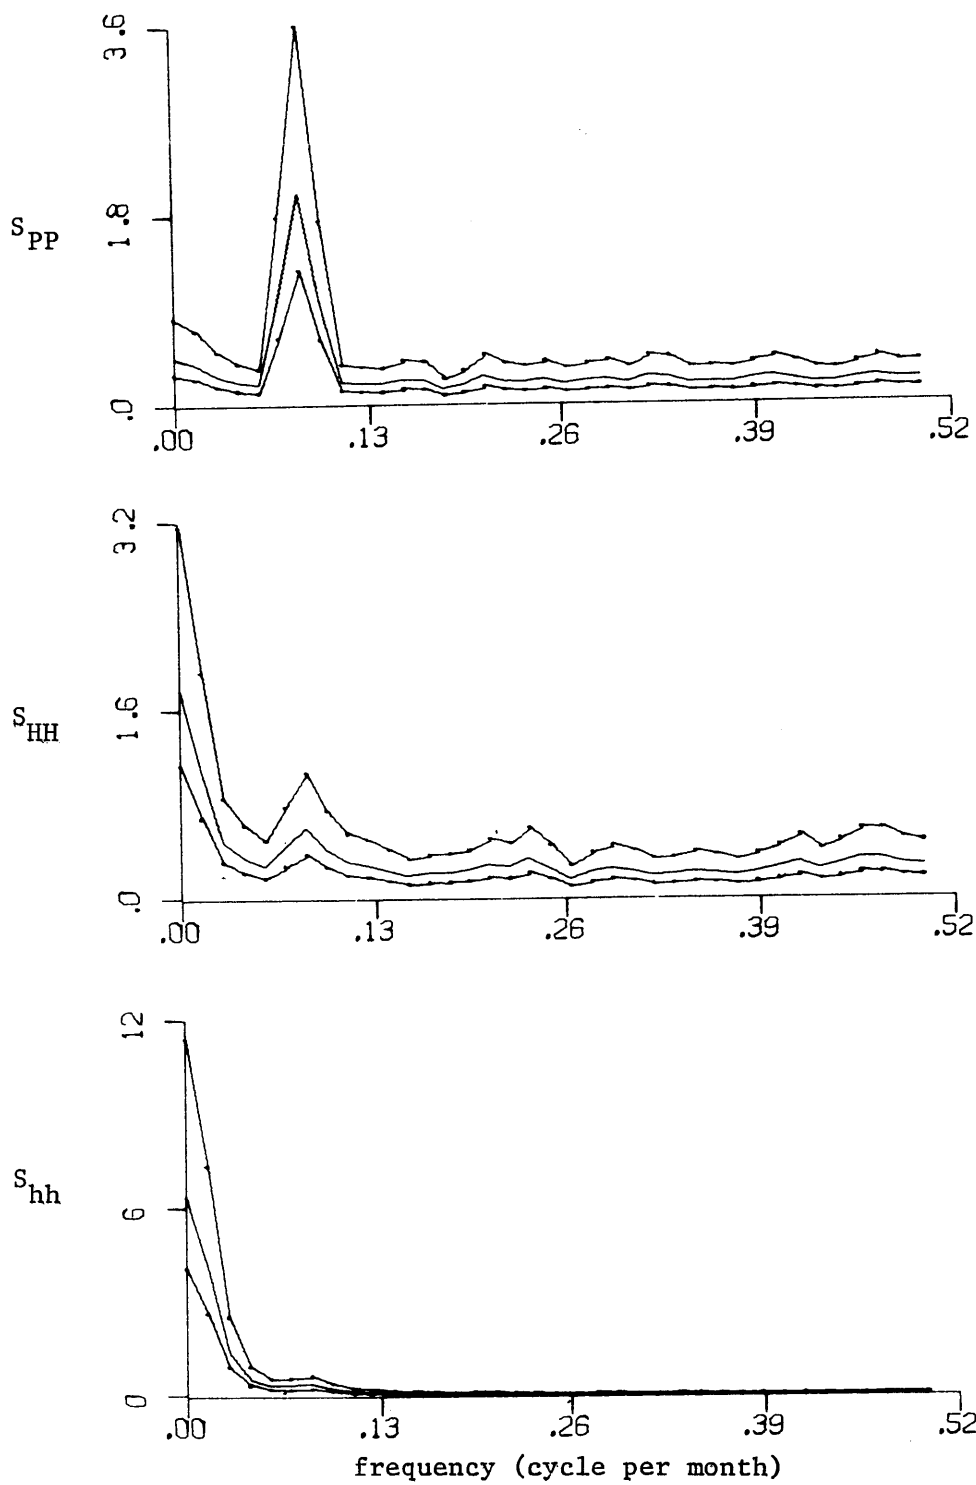 3.6
1.8
.0
S_PP
.00 .13 .26 .39 .52
3.2
1.6
.0
S_HH
.00 .13 .26 .39 .52
12
6
0
S_hh
.00 .13 .26 .39 .52
frequency (cycle per month)